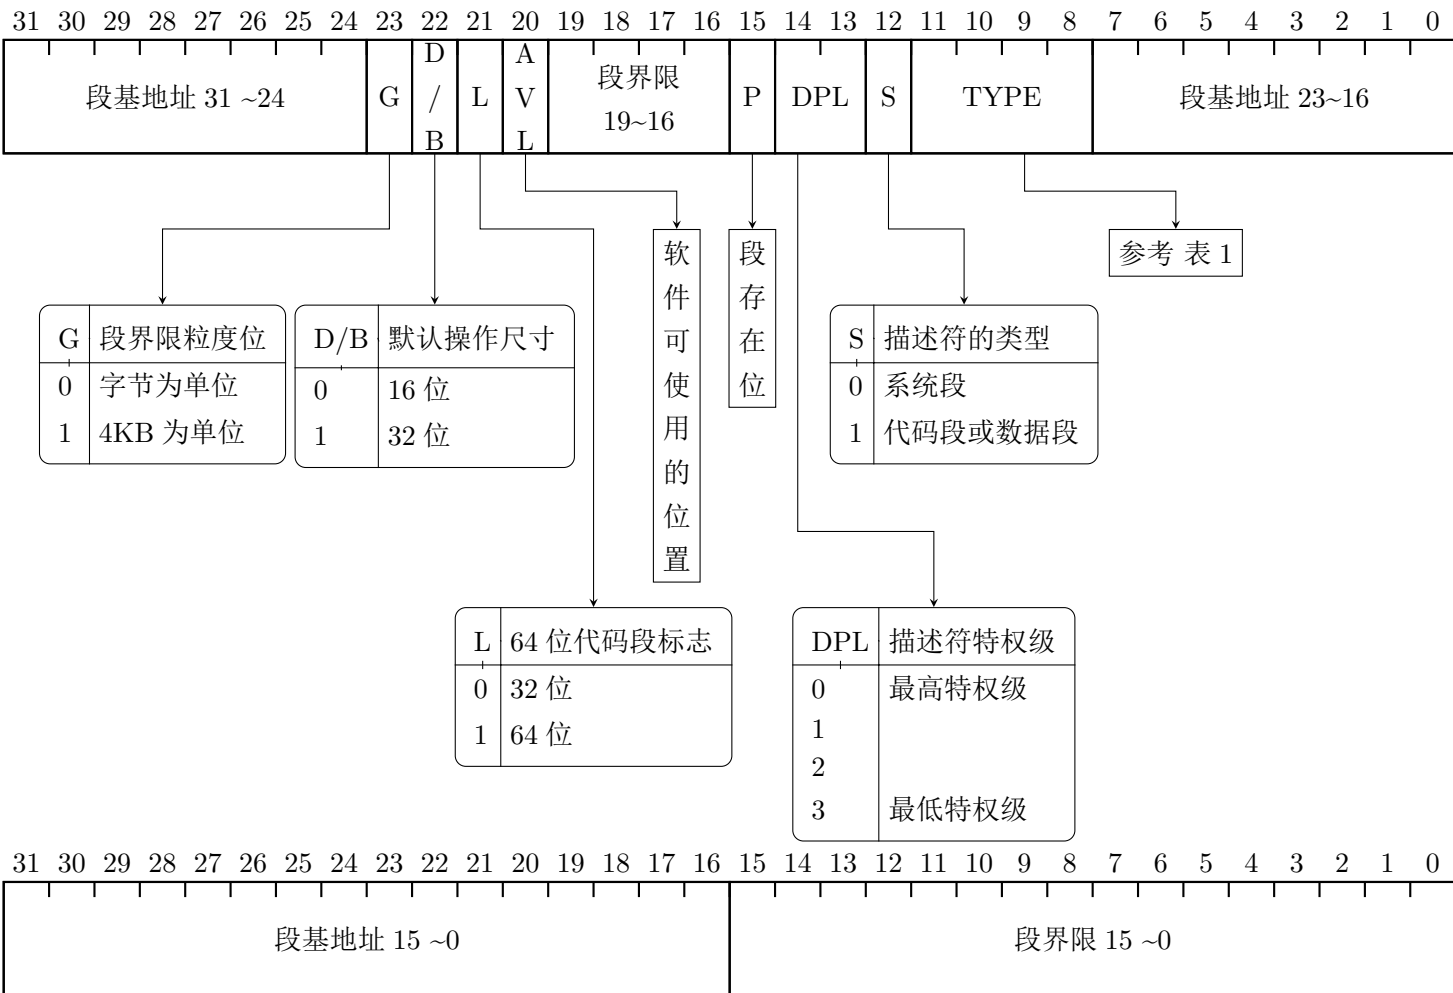 31 30 29 28 27 26 25 24 23 22 21 20 19 18 17 16 15 14 13 12 11 10 9 8 7 6 5 4 3 2 1 0
段基地址 31 ~24
G
D
/
B
L
A
V
L
段界限
19~16
P
DPL
S
TYPE
段基地址 23~16
软
件
可
使
用
的
位
置
段
存
在
位
参考 表 1
G 段界限粒度位
0 字节为单位
1 4KB 为单位
D/B 默认操作尺寸
0 16 位
1 32 位
S 描述符的类型
0 系统段
1 代码段或数据段
L 64 位代码段标志
0 32 位
1 64 位
DPL 描述符特权级
0 最高特权级
1
2
3 最低特权级
31 30 29 28 27 26 25 24 23 22 21 20 19 18 17 16 15 14 13 12 11 10 9 8 7 6 5 4 3 2 1 0
段基地址 15 ~0
段界限 15 ~0